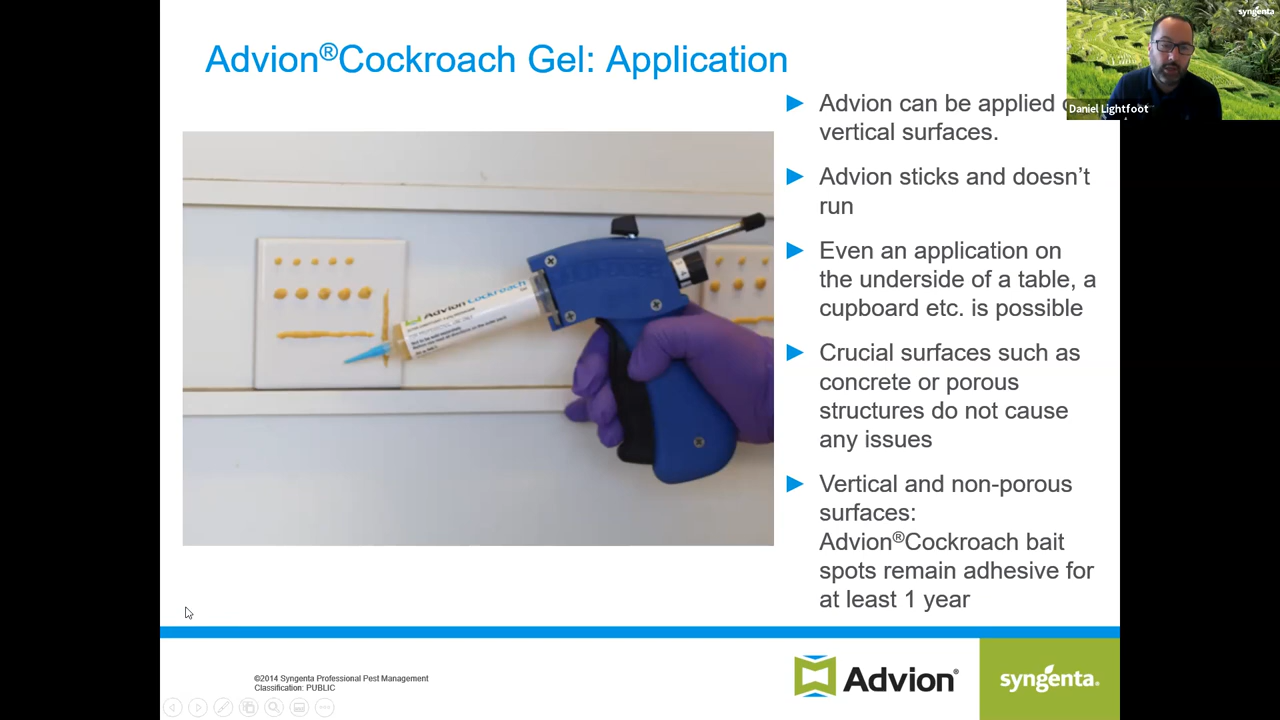 Advion®Cockroach Gel: Application
syngenta
Daniel Lightfoot
Advion can be applied
vertical surfaces.
Advion sticks and doesn't
run
Even an application on
the underside of a table, a
cupboard etc. is possible
Crucial surfaces such as
concrete or porous
structures do not cause
any issues
Vertical and non-porous
surfaces:
Advion®Cockroach bait
spots remain adhesive for
at least 1 year
Advion Cockroach
©2014 Syngenta Professional Pest Management
Classification: PUBLIC
Advion®
syngenta.